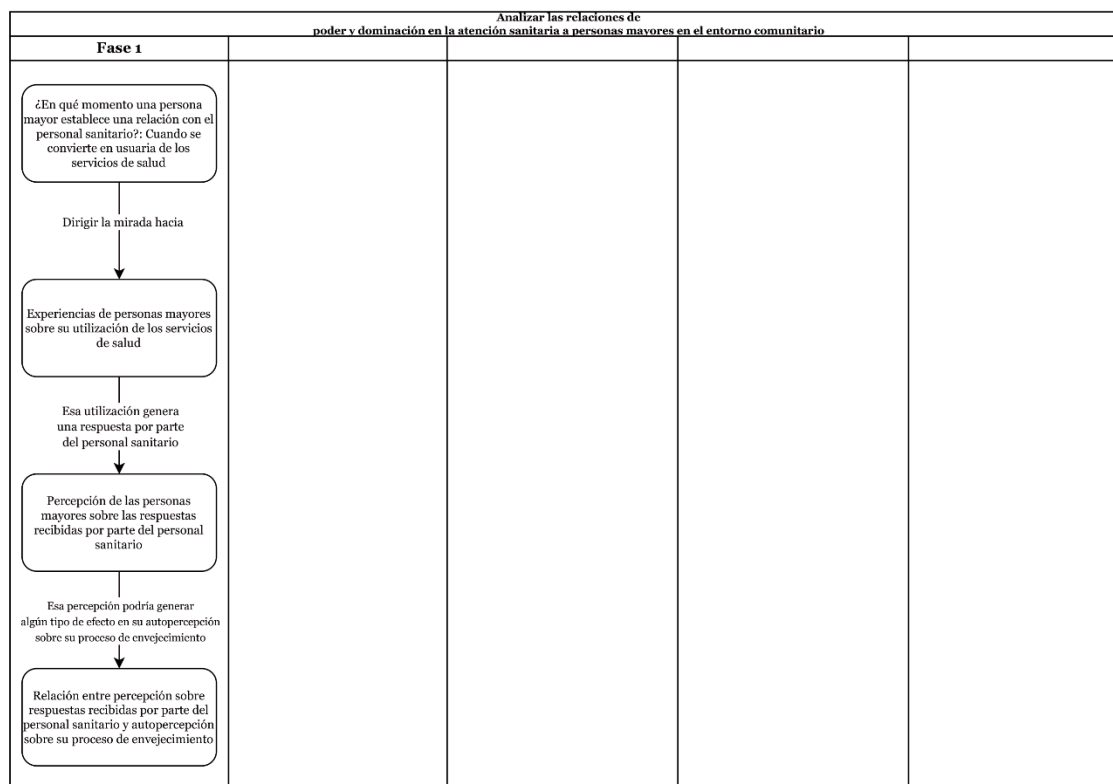 Analizar las relaciones de
poder y dominación en la atención sanitaria a personas mayores en el entorno comunitario
Fase 1
¿En qué momento una persona
mayor establece una relación con el
personal sanitario?: Cuando se
convierte en usuaria de los
servicios de salud
Dirigir la mirada hacia
Experiencias de personas mayores
sobre su utilización de los servicios
de salud
Esa utilización genera
una respuesta por parte
del personal sanitario
Percepción de las personas
mayores sobre las respuestas
recibidas por parte del personal
sanitario
Esa percepción podría generar
algún tipo de efecto en su autopercepción
sobre su proceso de envejecimiento
Relación entre percepción sobre
respuestas recibidas por parte del
personal sanitario y autopercepción
sobre su proceso de envejecimiento